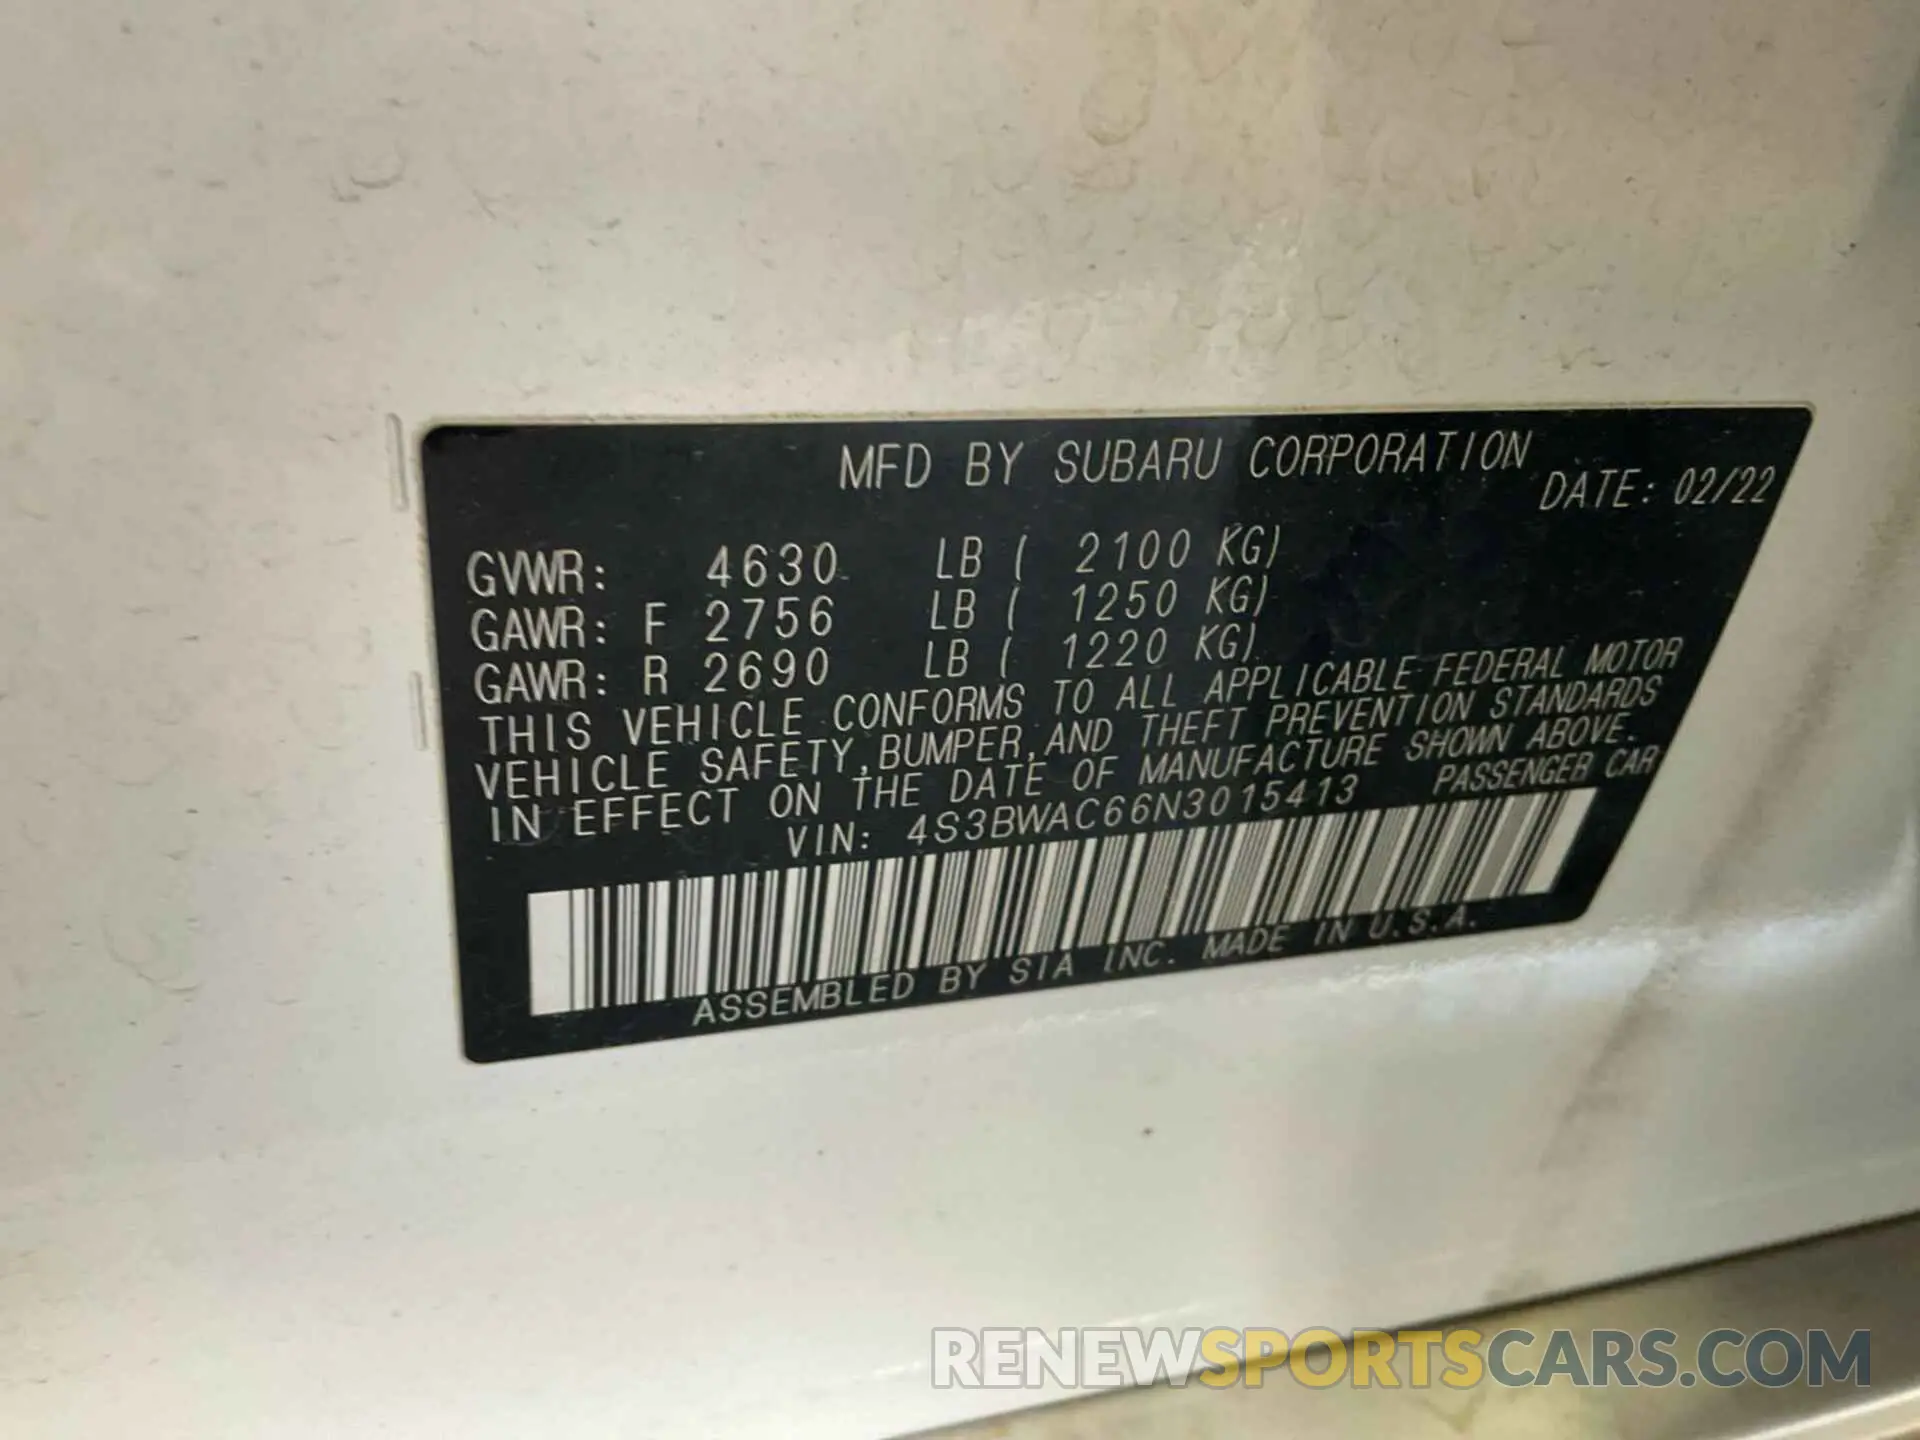 MFD BY SUBARU CORPORATION
DATE: 02/22
GVWR: 4630 LB ( 2100 KG)
GAWR: F 2756 LB ( 1250 KG)
GAWR: R 2690 LB ( 1220 KG)
THIS VEHICLE CONFORMS TO ALL APPLICABLE FEDERAL MOTOR
VEHICLE SAFETY, BUMPER, AND THEFT PREVENTION STANDARDS
IN EFFECT ON THE DATE OF MANUFACTURE SHOWN ABOVE.
VIN: 4S3BWAC66N3015413 PASSENGER CAR
ASSEMBLED BY SIA INC. MADE IN U.S.A.
RENEWSPORTSCARS.COM